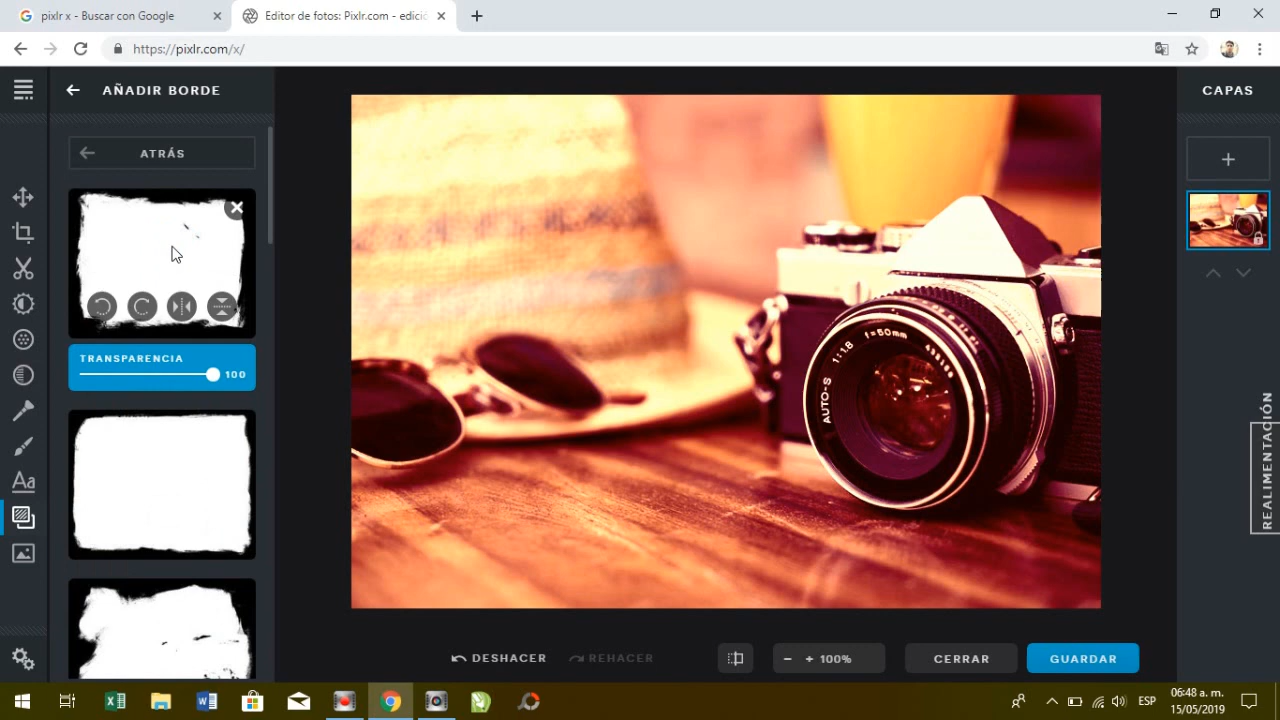 pixlr x - Buscar con Google
Editor de fotos: Pixlr.com - edició
https://pixlr.com/x/
AÑADIR BORDE
CAPAS
ATRÁS
TRANSPARENCIA
100
AUTO-S 1:1.8 f=50mm
REALIMENTACIÓN
DESHACER
REHACER
100%
CERRAR
GUARDAR
ESP
06:48 a. m.
15/05/2019